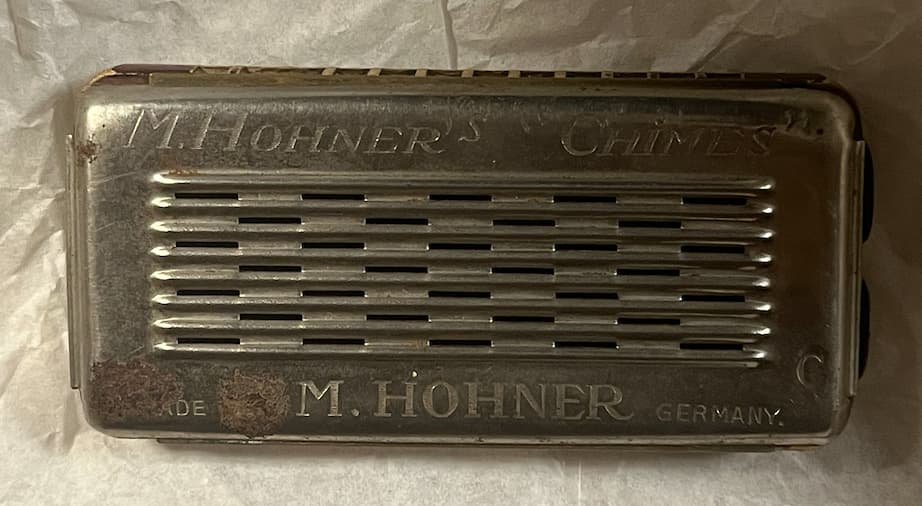 M. HOHNER'S "CHIMES"
C
ADE M. HOHNER GERMANY.